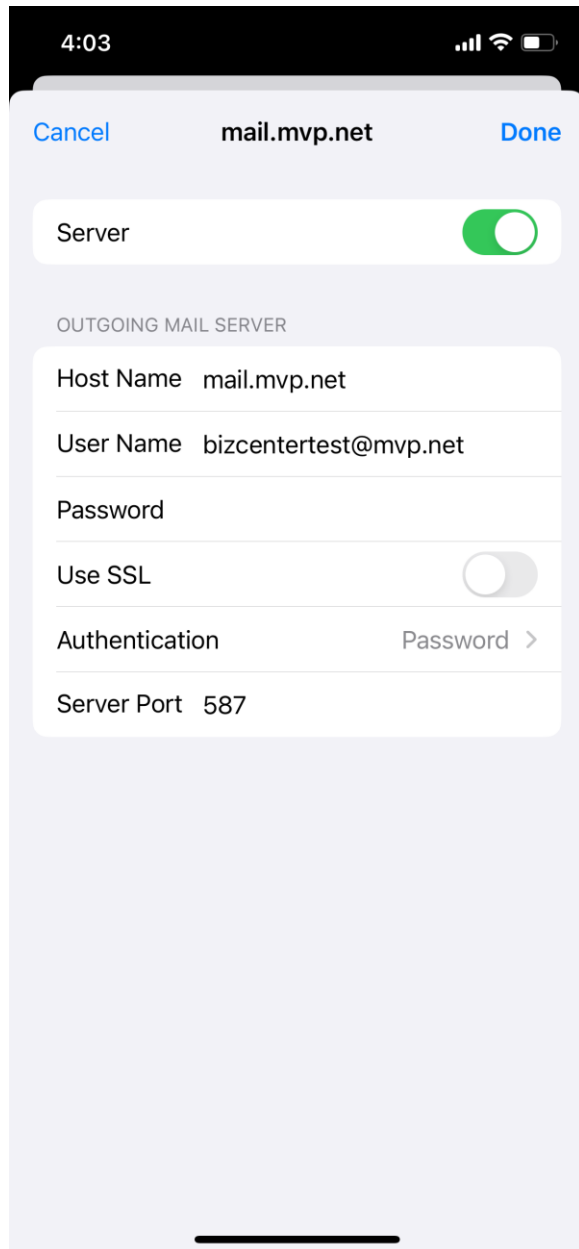 4:03
Cancel mail.mvp.net Done
Server
OUTGOING MAIL SERVER
Host Name mail.mvp.net
User Name bizcentertest@mvp.net
Password
Use SSL
Authentication Password
Server Port 587